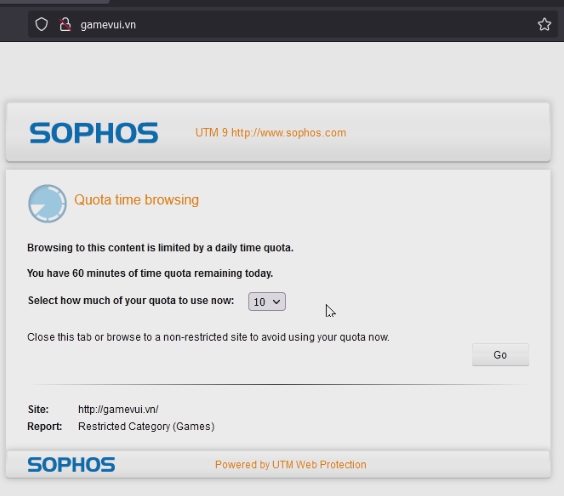 gamevui.vn
SOPHOS
UTM 9 http://www.sophos.com
Quota time browsing
Browsing to this content is limited by a daily time quota.
You have 60 minutes of time quota remaining today.
Select how much of your quota to use now: 10
Close this tab or browse to a non-restricted site to avoid using your quota now.
Go
Site: http://gamevui.vn/
Report: Restricted Category (Games)
SOPHOS
Powered by UTM Web Protection